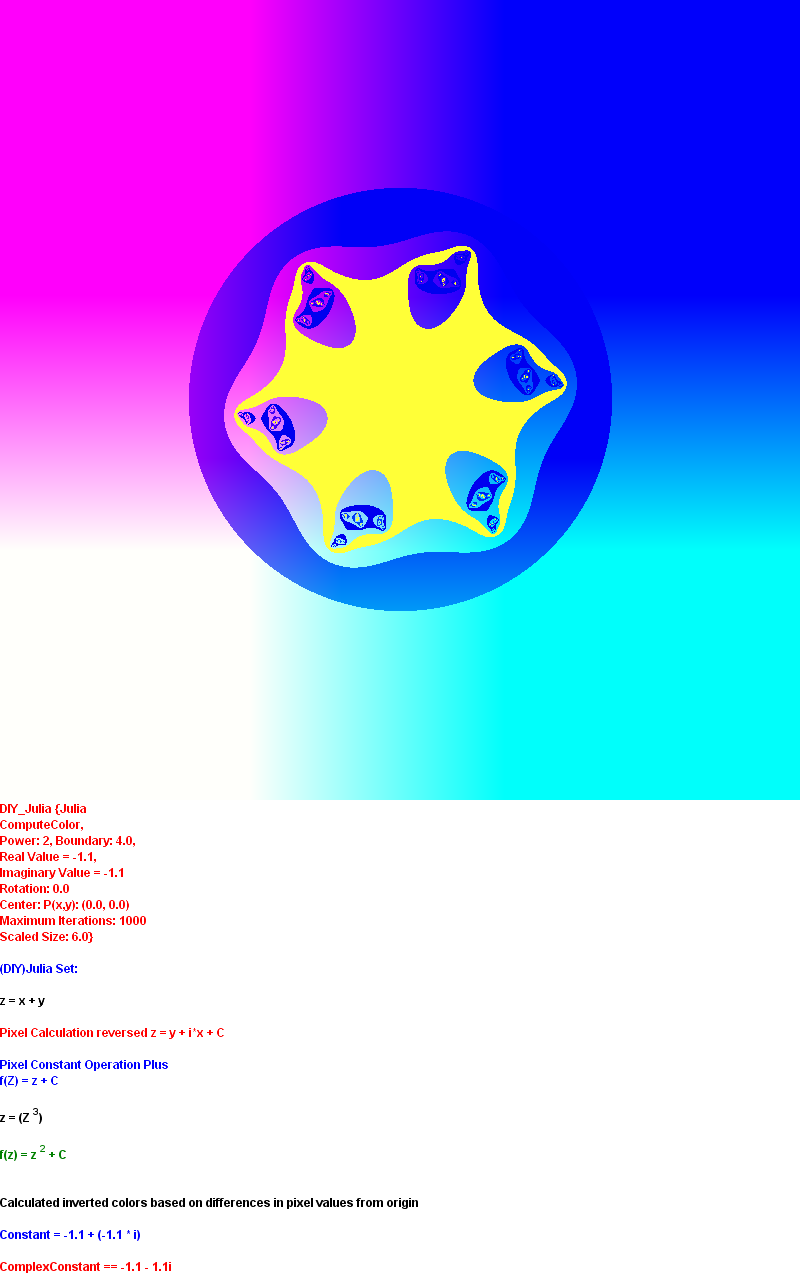 DIY_Julia {Julia
ComputeColor,
Power: 2, Boundary: 4.0,
Real Value = -1.1,
Imaginary Value = -1.1
Rotation: 0.0
Center: P(x,y): (0.0, 0.0)
Maximum Iterations: 1000
Scaled Size: 6.0}
(DIY)Julia Set:
z = x + y
Pixel Calculation reversed z = y + i*x + C
Pixel Constant Operation Plus
f(Z) = z + C
z = (Z ³)
f(z) = z ² + C
Calculated inverted colors based on differences in pixel values from origin
Constant = -1.1 + (-1.1 * i)
ComplexConstant == -1.1 - 1.1i